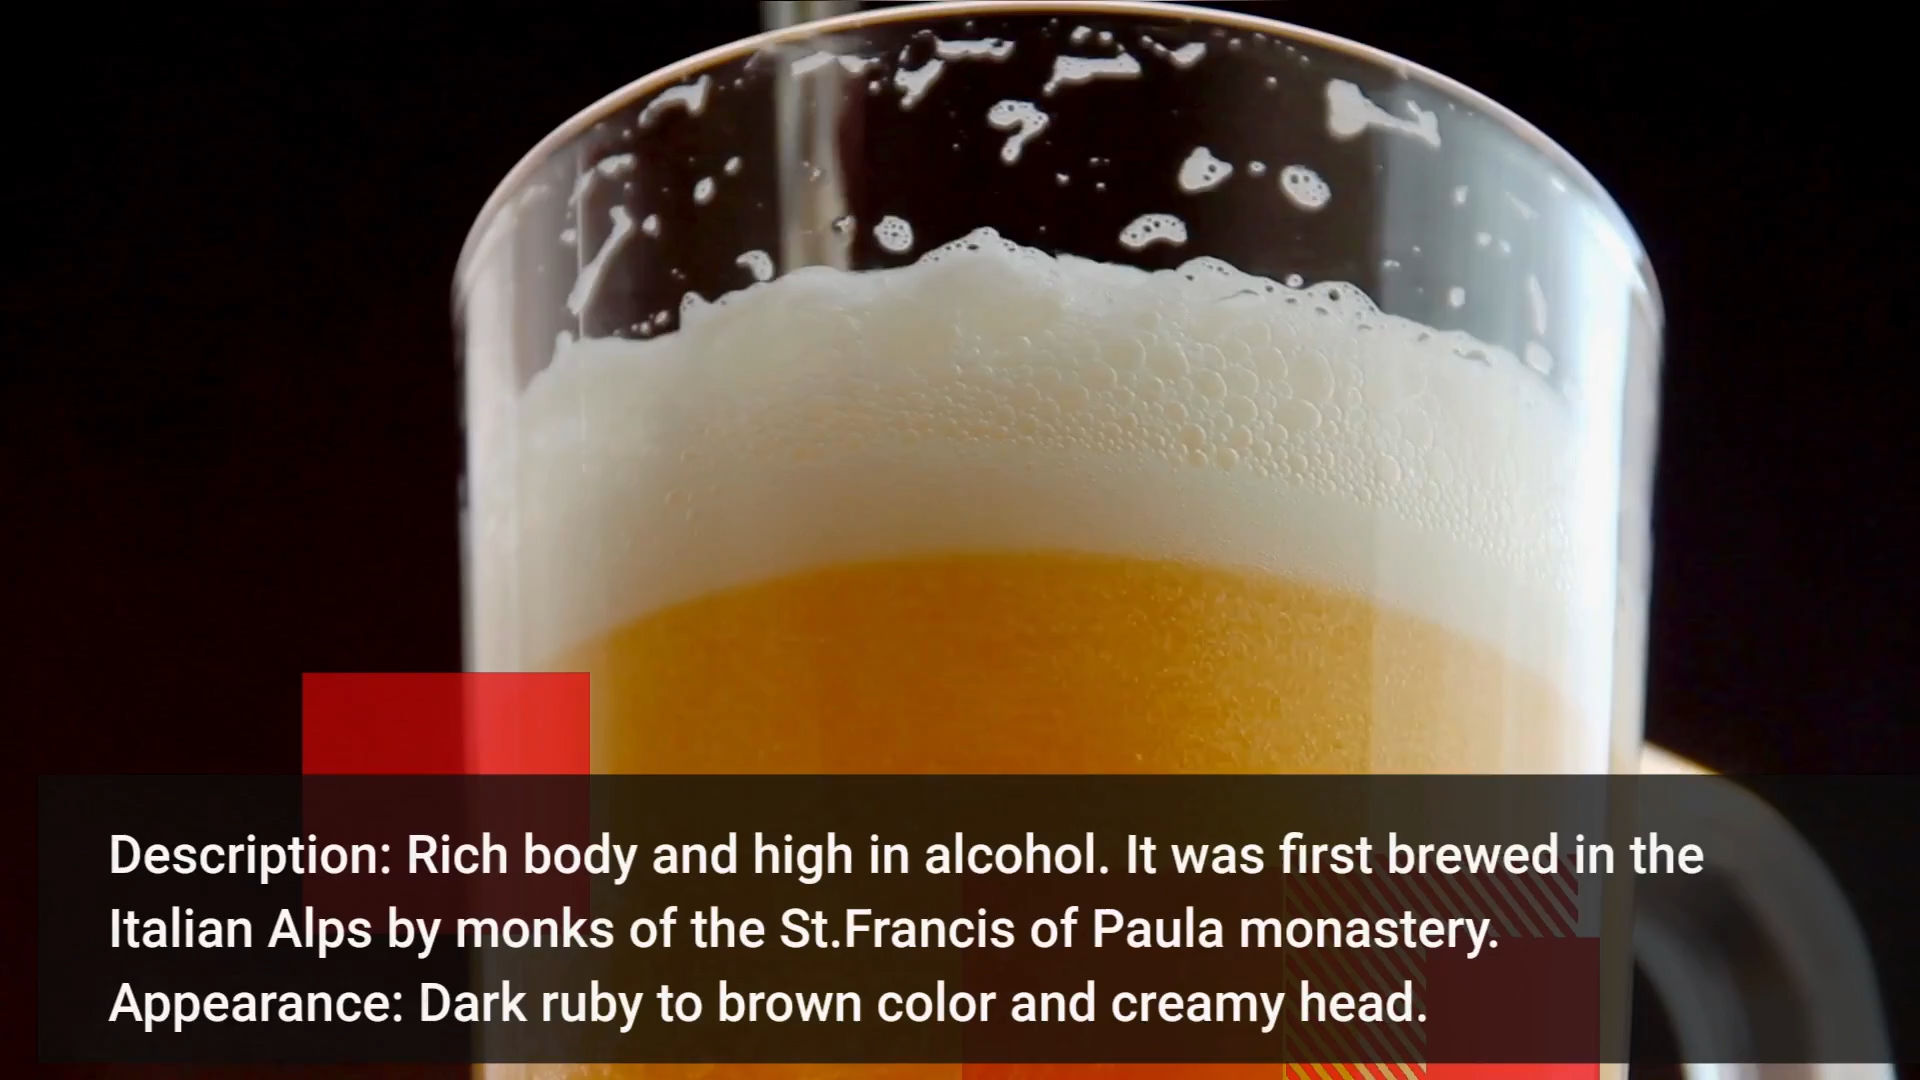 Description: Rich body and high in alcohol. It was first brewed in the
Italian Alps by monks of the St.Francis of Paula monastery.
Appearance: Dark ruby to brown color and creamy head.